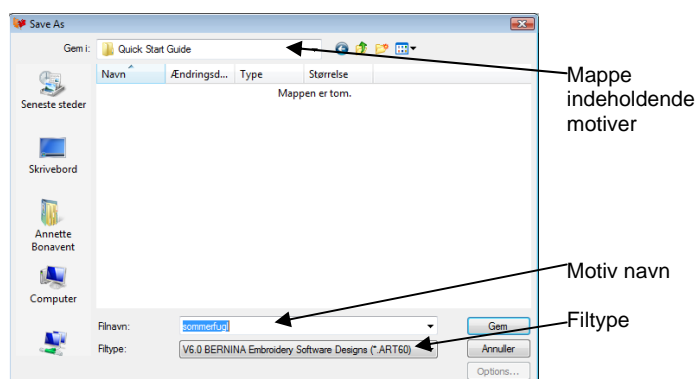 Save As
Gem i: Quick Start Guide
Navn Ændringsd... Type Størrelse
Mappen er tom.
Seneste steder
Skrivebord
Annette
Bonavent
Computer
Filnavn: sommerfugl Gem
Filtype: V6.0 BERNINA Embroidery Software Designs (*.ART60) Annuller
Options...
Mappe
indeholdende
motiver
Motiv navn
Filtype